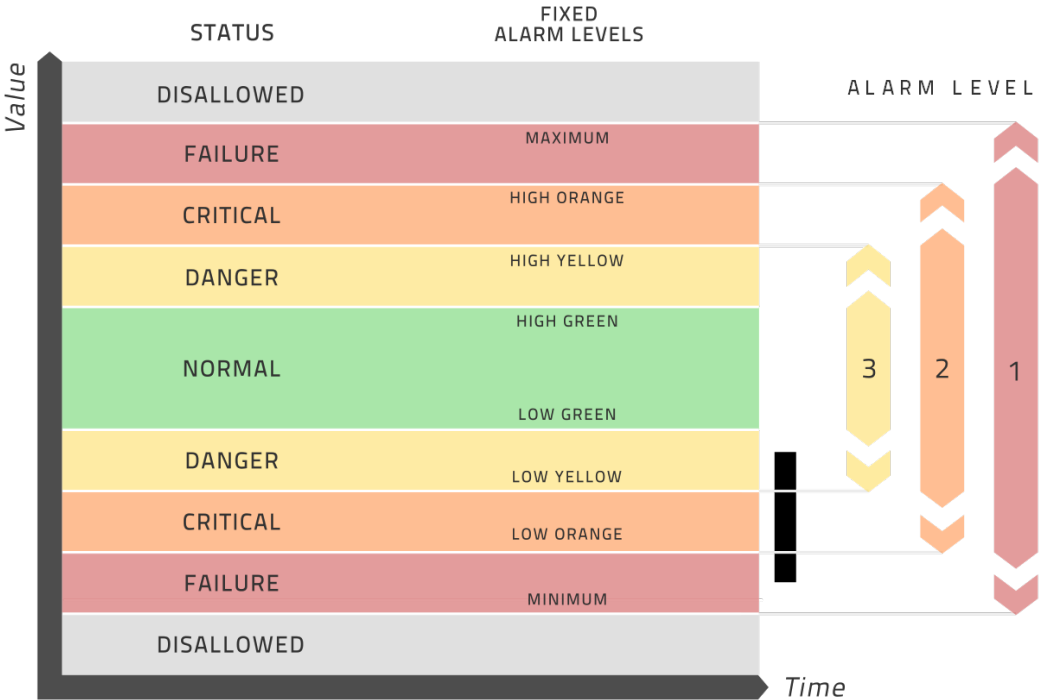 STATUS
FIXED
ALARM LEVELS
Value
ALARM LEVEL
DISALLOWED
MAXIMUM
FAILURE
HIGH ORANGE
CRITICAL
HIGH YELLOW
DANGER
HIGH GREEN
NORMAL
3
2
1
LOW GREEN
DANGER
LOW YELLOW
CRITICAL
LOW ORANGE
FAILURE
MINIMUM
DISALLOWED
Time